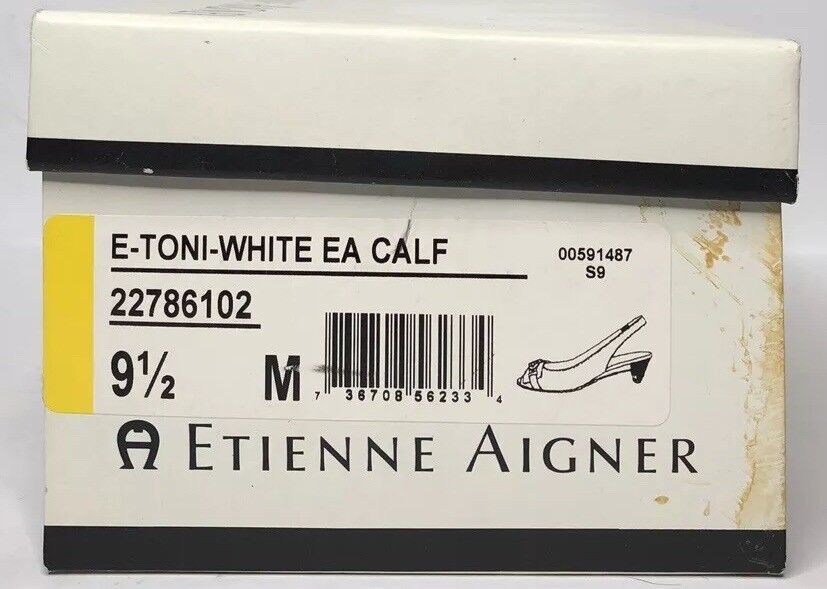 E-TONI-WHITE EA CALF
00591487
S9
22786102
9½ M
7 36708 56233 4
ETIENNE AIGNER